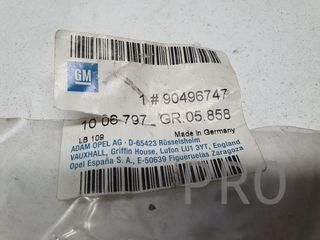 GM
1 # 90496747
10 06 797 GR.05.858
LB 109
Made in Germany
ADAM OPEL AG · D-65423 Rüsselsheim
VAUXHALL, Griffin House, Luton LU1 3YT, England
Opel España S. A., E-50639 Figueruelas Zaragoza
PRO